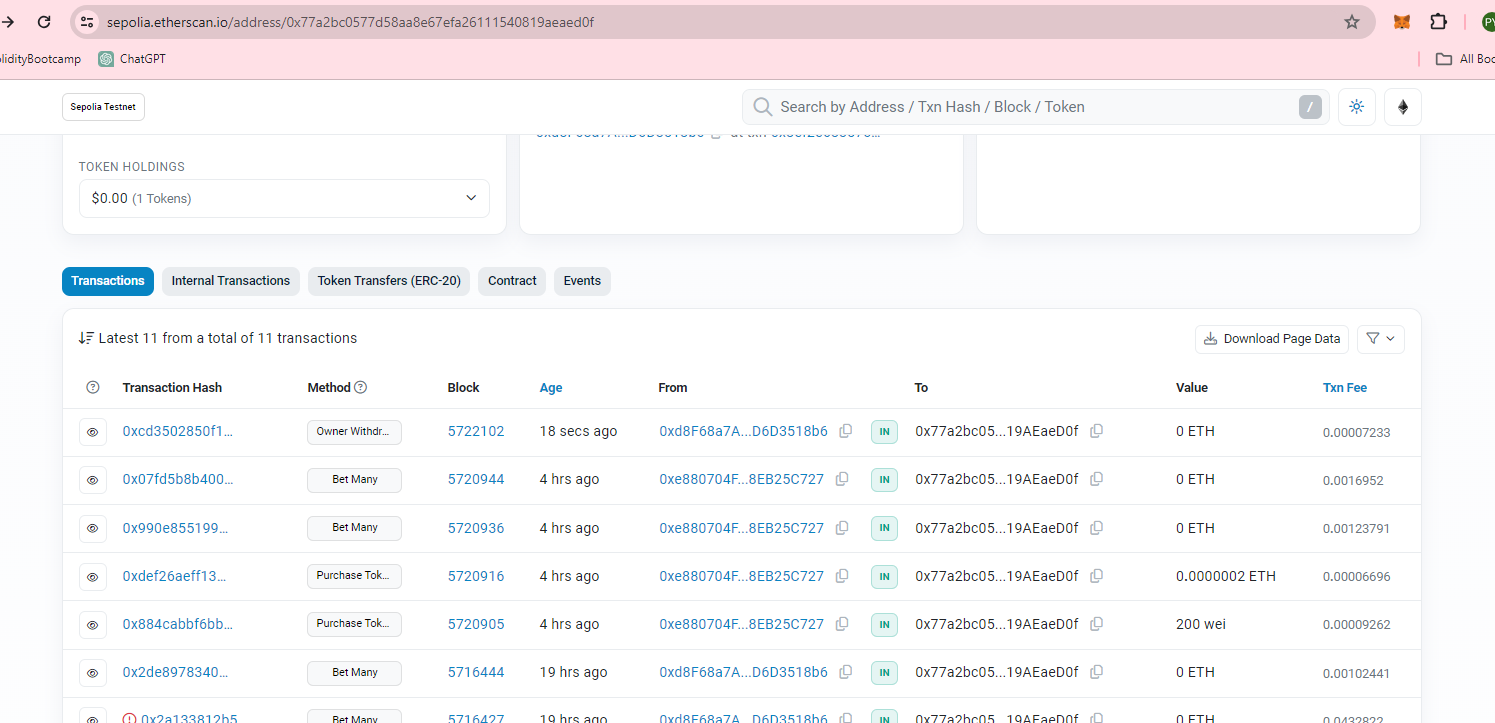 sepolia.etherscan.io/address/0x77a2bc0577d58aa8e67efa26111540819aeaed0f
PY
olidityBootcamp ChatGPT All Boo
Sepolia Testnet Search by Address / Txn Hash / Block / Token /
TOKEN HOLDINGS
$0.00 (1 Tokens)
Transactions Internal Transactions Token Transfers (ERC-20) Contract Events
Latest 11 from a total of 11 transactions Download Page Data
Transaction Hash Method Block Age From To Value Txn Fee
0xcd3502850f1... Owner Withdr... 5722102 18 secs ago 0xd8F68a7A...D6D3518b6 IN 0x77a2bc05...19AEaeD0f 0 ETH 0.00007233
0x07fd5b8b400... Bet Many 5720944 4 hrs ago 0xe880704F...8EB25C727 IN 0x77a2bc05...19AEaeD0f 0 ETH 0.0016952
0x990e855199... Bet Many 5720936 4 hrs ago 0xe880704F...8EB25C727 IN 0x77a2bc05...19AEaeD0f 0 ETH 0.00123791
0xdef26aeff13... Purchase Tok... 5720916 4 hrs ago 0xe880704F...8EB25C727 IN 0x77a2bc05...19AEaeD0f 0.0000002 ETH 0.00006696
0x884cabbf6bb... Purchase Tok... 5720905 4 hrs ago 0xe880704F...8EB25C727 IN 0x77a2bc05...19AEaeD0f 200 wei 0.00009262
0x2de8978340... Bet Many 5716444 19 hrs ago 0xd8F68a7A...D6D3518b6 IN 0x77a2bc05...19AEaeD0f 0 ETH 0.00102441
0x2a133812b5 Bet Many 5716427 19 hrs ago 0xd8F68a7A...D6D3518b6 IN 0x77a2bc05...19AEaeD0f 0 ETH 0.0432822